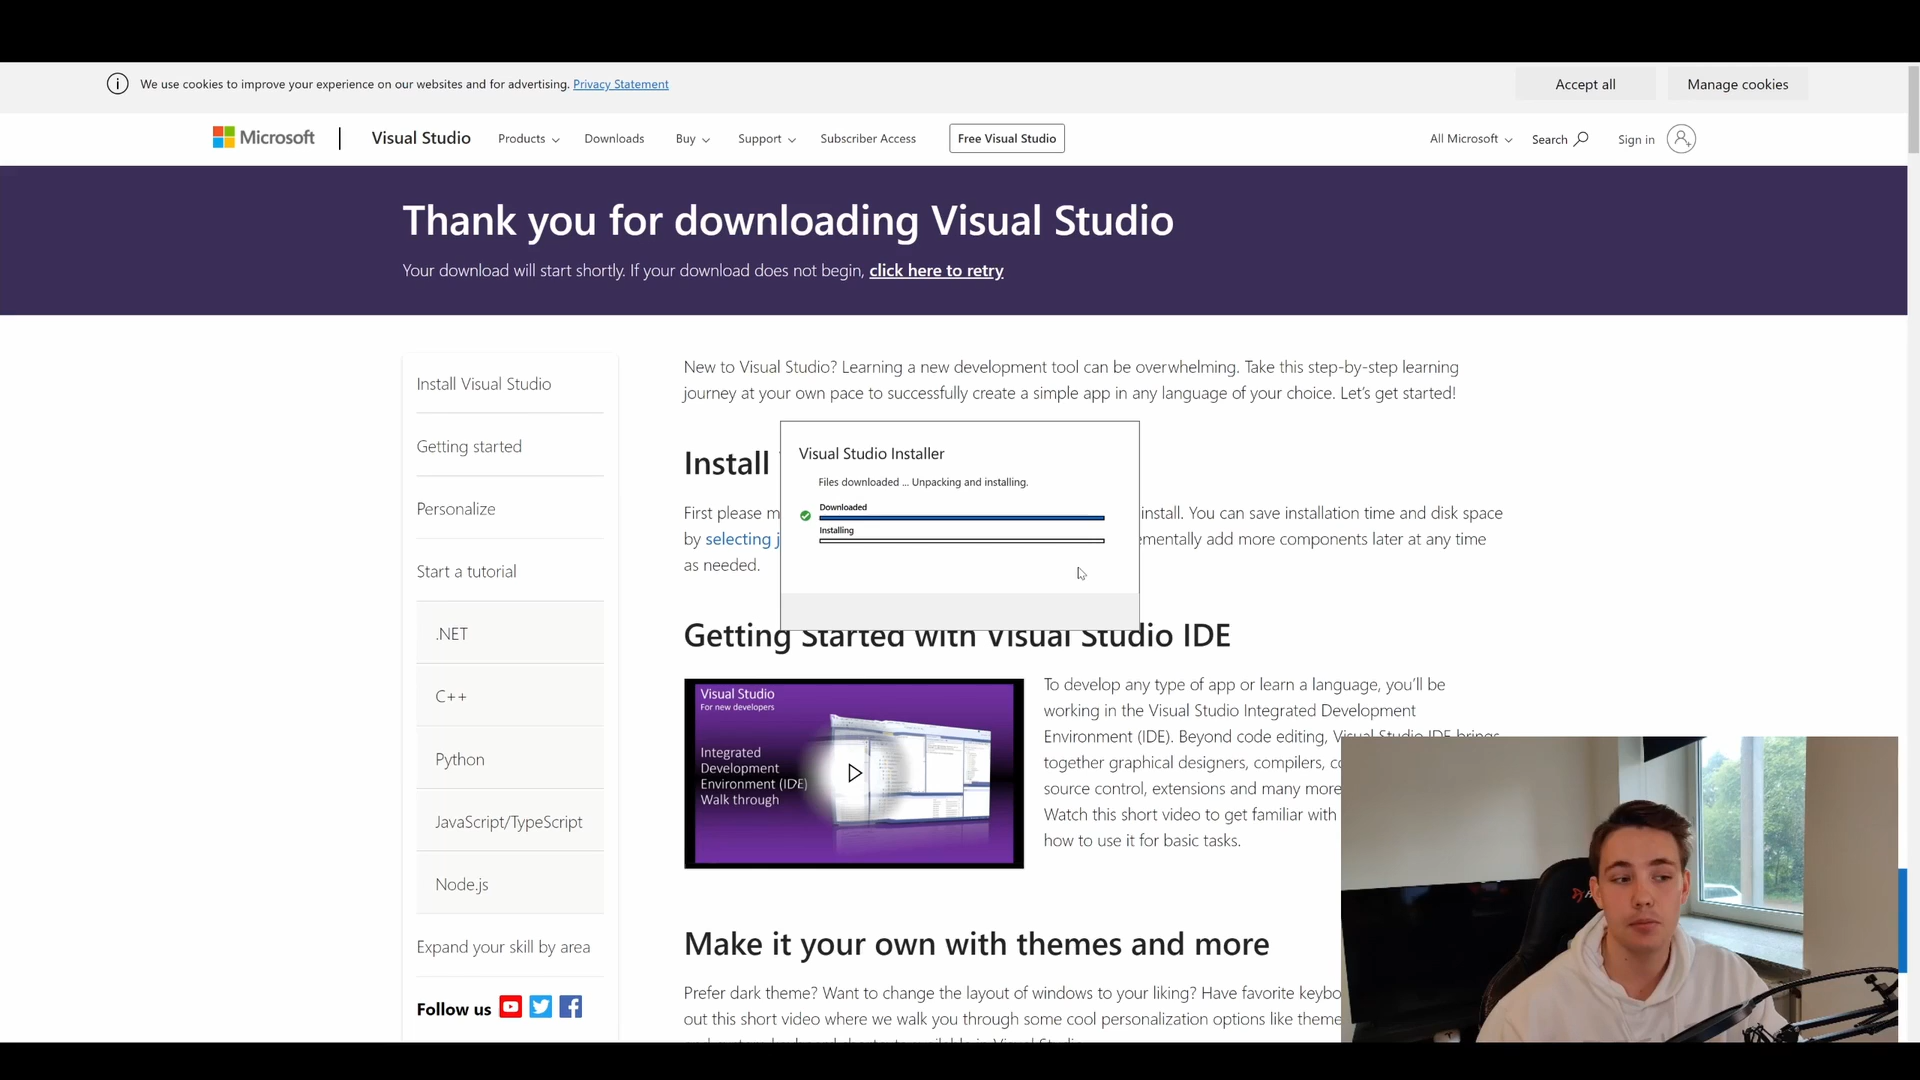 We use cookies to improve your experience on our websites and for advertising. Privacy Statement
Accept all
Manage cookies
Microsoft
Visual Studio
Products
Downloads
Buy
Support
Subscriber Access
Free Visual Studio
All Microsoft
Search
Sign in
Thank you for downloading Visual Studio
Your download will start shortly. If your download does not begin, click here to retry
Install Visual Studio
Getting started
Personalize
Start a tutorial
.NET
C++
Python
JavaScript/TypeScript
Node.js
Expand your skill by area
Follow us
New to Visual Studio? Learning a new development tool can be overwhelming. Take this step-by-step learning
journey at your own pace to successfully create a simple app in any language of your choice. Let's get started!
Install
Visual Studio Installer
Files downloaded ... Unpacking and installing.
Downloaded
Installing
First please m
install. You can save installation time and disk space
by selecting j
ementally add more components later at any time
as needed.
Getting Started with Visual Studio IDE
Visual Studio
For new developers
Integrated
Development
Environment (IDE)
Walk through
To develop any type of app or learn a language, you'll be
working in the Visual Studio Integrated Development
Environment (IDE). Beyond code editing, Visual Studio IDE brings
together graphical designers, compilers, c
source control, extensions and many more
Watch this short video to get familiar with
how to use it for basic tasks.
Make it your own with themes and more
Prefer dark theme? Want to change the layout of windows to your liking? Have favorite keybo
out this short video where we walk you through some cool personalization options like theme